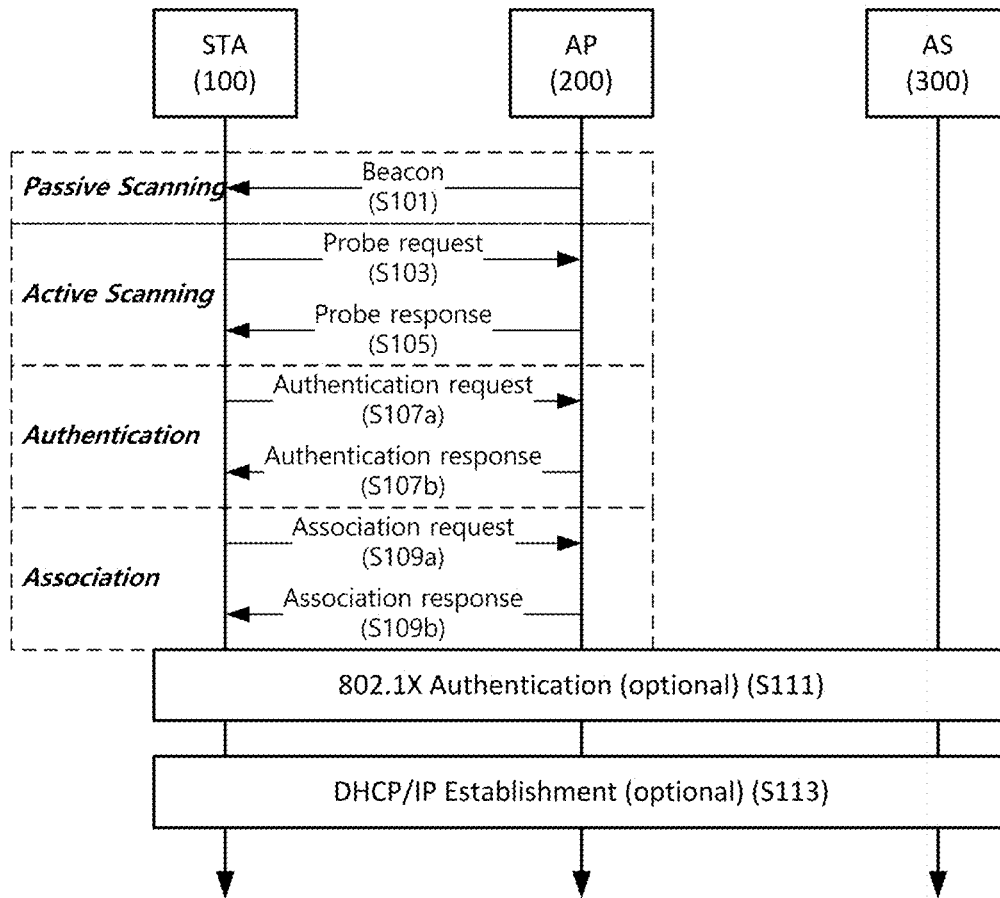 STA
(100)
AP
(200)
AS
(300)
Passive Scanning
Beacon
(S101)
Active Scanning
Probe request
(S103)
Probe response
(S105)
Authentication
Authentication request
(S107a)
Authentication response
(S107b)
Association
Association request
(S109a)
Association response
(S109b)
802.1X Authentication (optional) (S111)
DHCP/IP Establishment (optional) (S113)